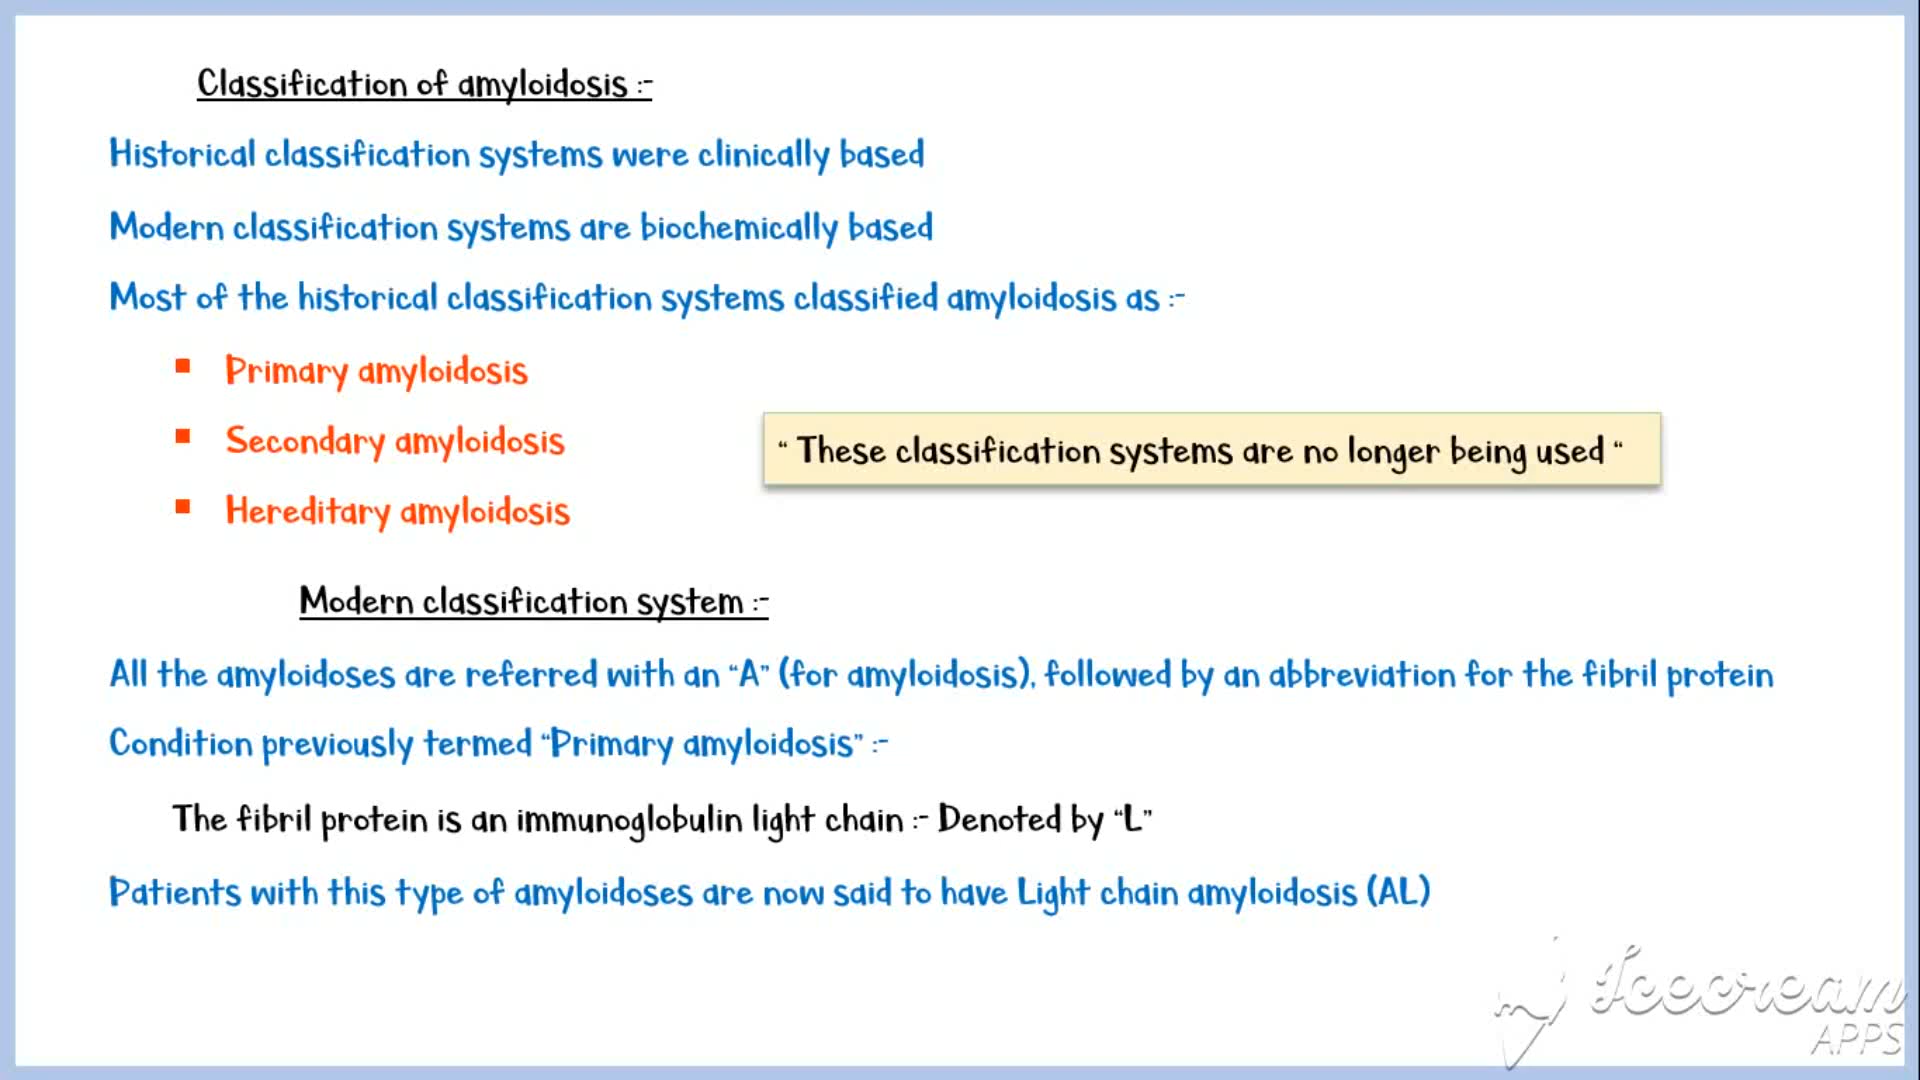 Classification of amyloidosis :-
Historical classification systems were clinically based
Modern classification systems are biochemically based
Most of the historical classification systems classified amyloidosis as :-
▪ Primary amyloidosis
▪ Secondary amyloidosis
“ These classification systems are no longer being used “
▪ Hereditary amyloidosis
Modern classification system :-
All the amyloidoses are referred with an “A” (for amyloidosis), followed by an abbreviation for the fibril protein
Condition previously termed “Primary amyloidosis” :-
The fibril protein is an immunoglobulin light chain :- Denoted by “L”
Patients with this type of amyloidoses are now said to have Light chain amyloidosis (AL)
Icecream
APPS